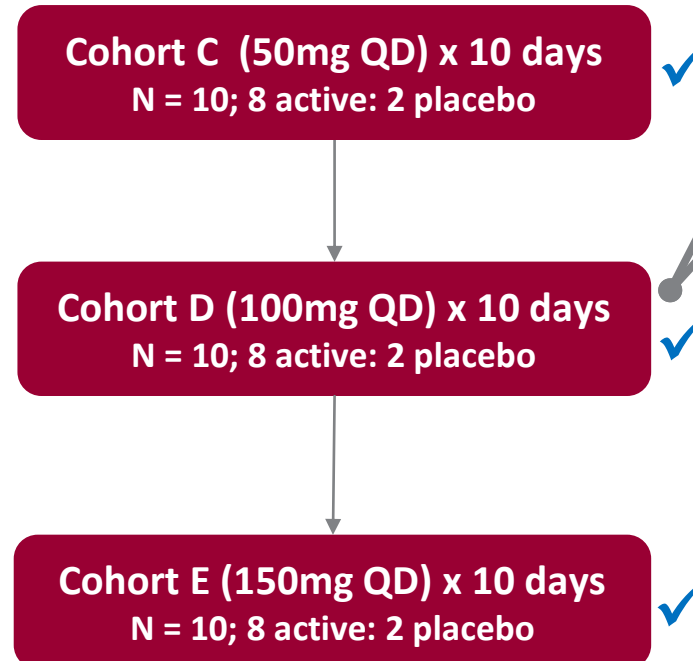 Cohort C (50mg QD) x 10 days
N = 10; 8 active: 2 placebo
Cohort D (100mg QD) x 10 days
N = 10; 8 active: 2 placebo
Cohort E (150mg QD) x 10 days
N = 10; 8 active: 2 placebo